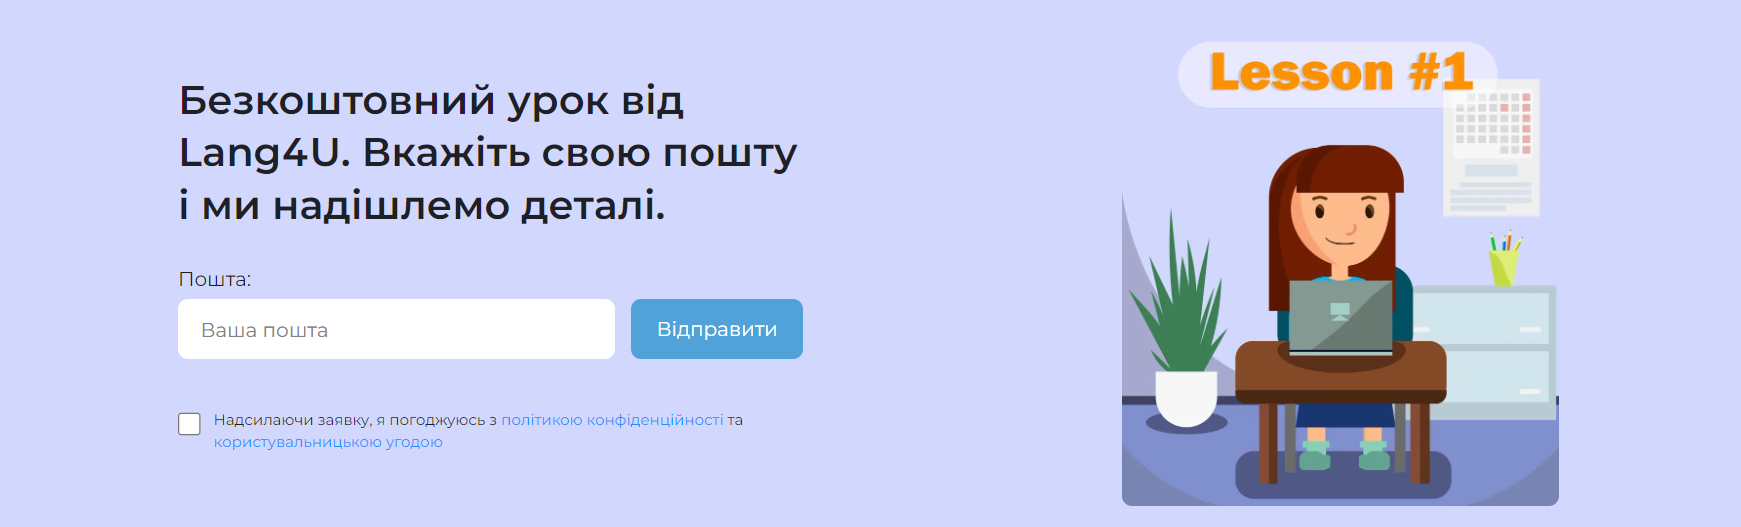 Безкоштовний урок від
Lang4U. Вкажіть свою пошту
і ми надішлемо деталі.
Пошта:
Ваша пошта
Відправити
Надсилаючи заявку, я погоджуюсь з політикою конфіденційності та
користувальницькою угодою
Lesson #1